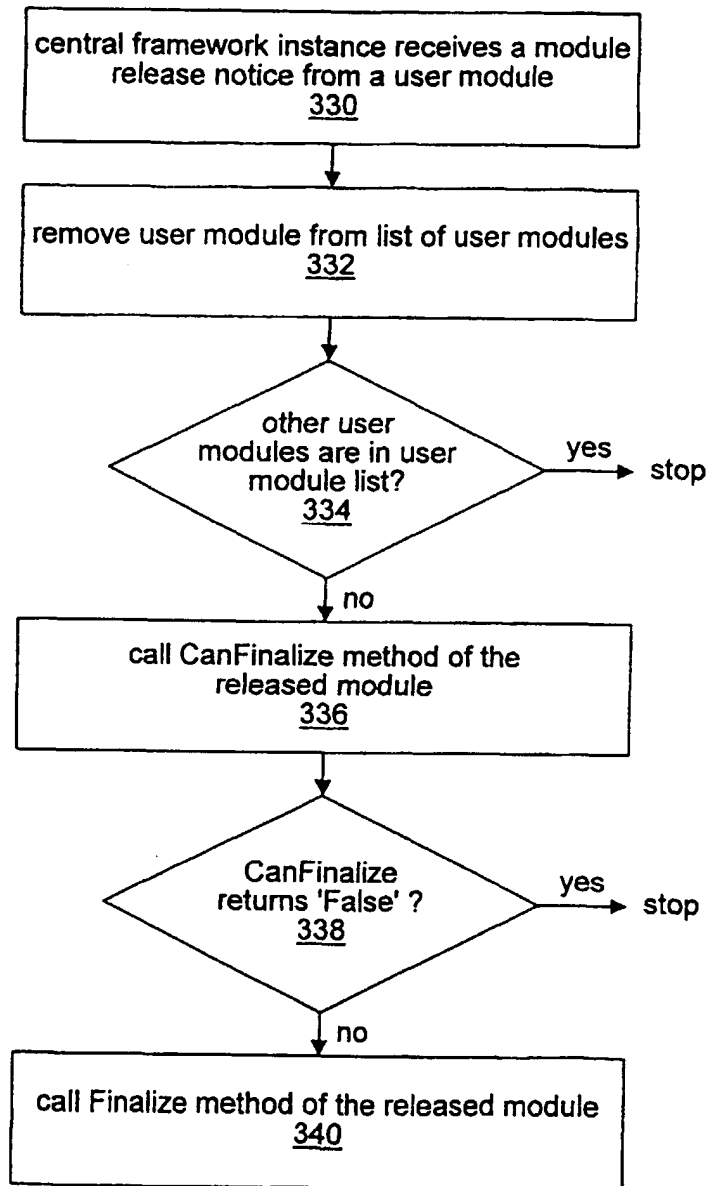 central framework instance receives a module
release notice from a user module
330
remove user module from list of user modules
332
other user
modules are in user
module list?
334
yes
stop
no
call CanFinalize method of the
released module
336
CanFinalize
returns 'False' ?
338
yes
stop
no
call Finalize method of the released module
340